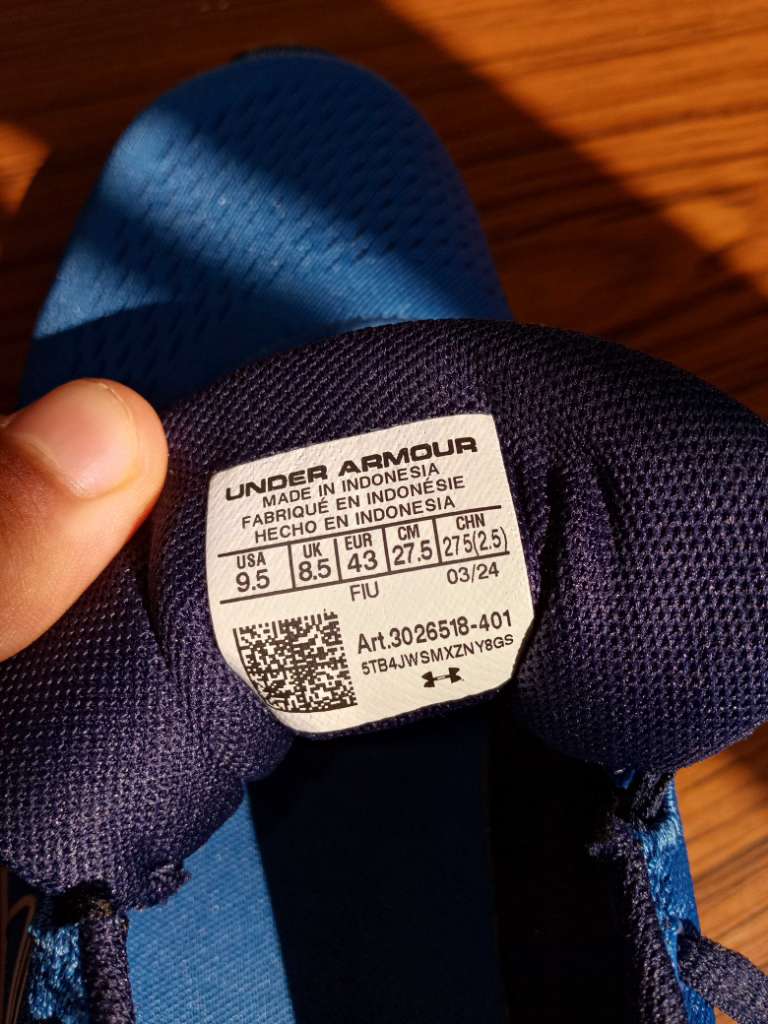 UNDER ARMOUR
MADE IN INDONESIA
FABRIQUÉ EN INDONÉSIE
HECHO EN INDONESIA
USA UK EUR CM CHN
9.5 8.5 43 27.5 275(2.5)
FIU 03/24
Art.3026518-401
5TB4JWSMXZNY8GS